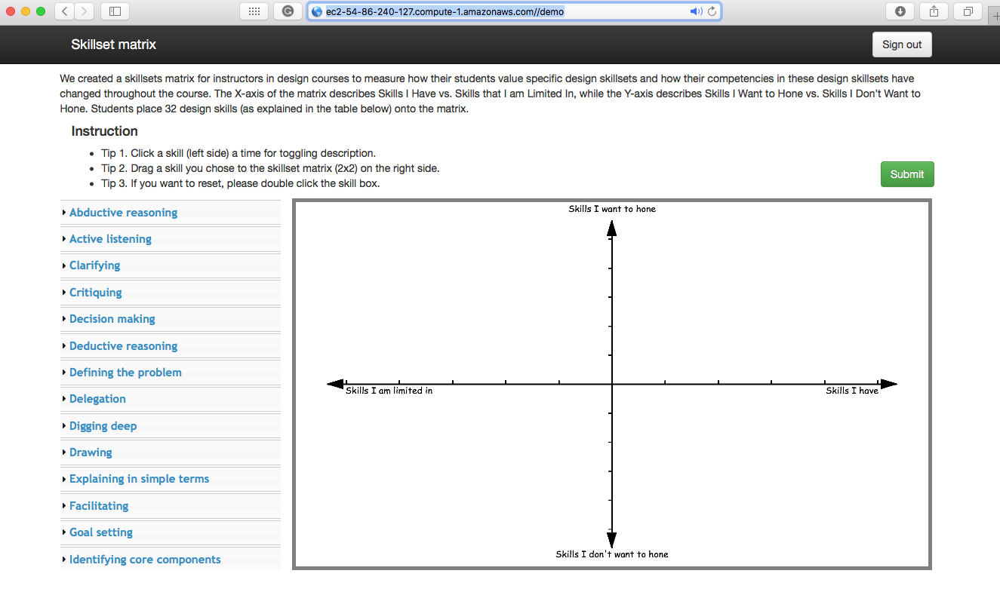 ec2-54-86-240-127.compute-1.amazonaws.com//demo
Skillset matrix
Sign out
We created a skillsets matrix for instructors in design courses to measure how their students value specific design skillsets and how their competencies in these design skillsets have
changed throughout the course. The X-axis of the matrix describes Skills I Have vs. Skills that I am Limited In, while the Y-axis describes Skills I Want to Hone vs. Skills I Don't Want to
Hone. Students place 32 design skills (as explained in the table below) onto the matrix.
Instruction
• Tip 1. Click a skill (left side) a time for toggling description.
• Tip 2. Drag a skill you chose to the skillset matrix (2x2) on the right side.
• Tip 3. If you want to reset, please double click the skill box.
Submit
Abductive reasoning
Active listening
Clarifying
Critiquing
Decision making
Deductive reasoning
Defining the problem
Delegation
Digging deep
Drawing
Explaining in simple terms
Facilitating
Goal setting
Identifying core components
Skills I want to hone
Skills I am limited in
Skills I have
Skills I don't want to hone